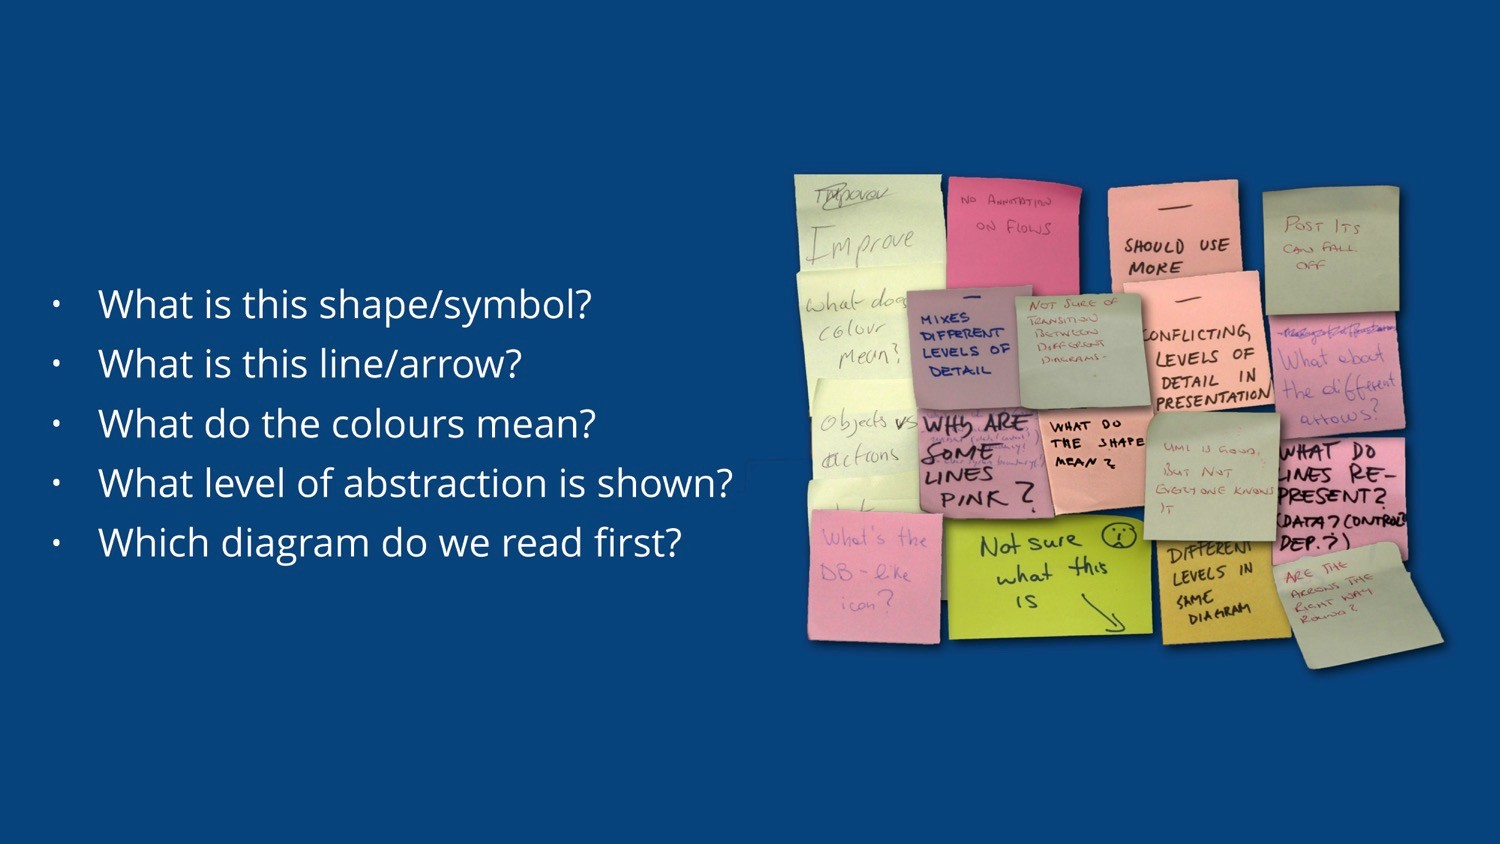 • What is this shape/symbol?
• What is this line/arrow?
• What do the colours mean?
• What level of abstraction is shown?
• Which diagram do we read first?
Improve
what does
colour
mean?
objects vs
actions
What's the
DB-like
icon?
NO ANNOTATION
ON FLOWS
MIXES
DIFFERENT
LEVELS OF
DETAIL
NOT SURE OF
TRANSITION
BETWEEN
DIFFERENT
DIAGRAMS-
WHY ARE
SOME
LINES
PINK?
WHAT DO
THE SHAPE
MEAN?
Not sure
what this
IS
SHOULD USE
MORE
CONFLICTING
LEVELS OF
DETAIL IN
PRESENTATION
UML IS GOOD,
BUT NOT
EVERYONE KNOWS
IT
DIFFERENT
LEVELS IN
SAME
DIAGRAM
POST ITS
CAN FALL
OFF
What about
the different
arrows?
WHAT DO
LINES RE-
PRESENT?
(DATA? CONTROL?
DEP.?)
ARE THE
ARROWS THE
RIGHT WAY
ROUND?